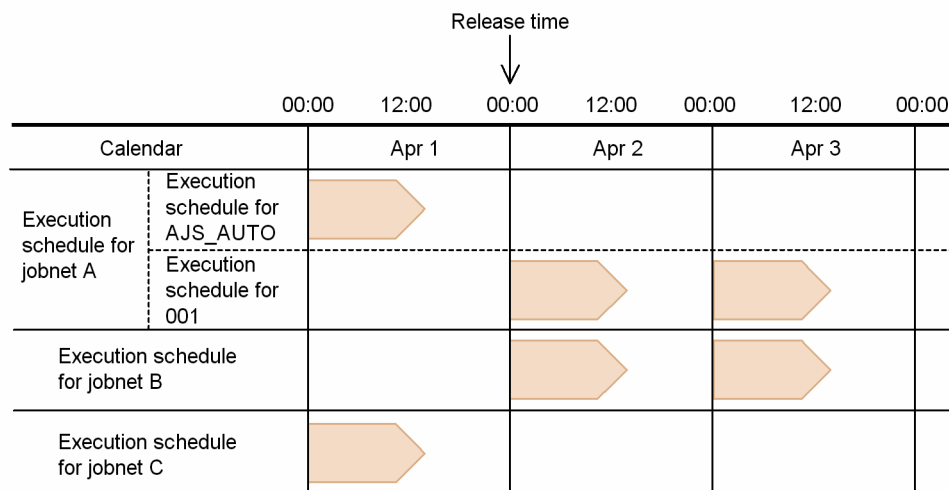 Release time
00:00 12:00 00:00 12:00 00:00 12:00 00:00
Calendar Apr 1 Apr 2 Apr 3
Execution
schedule for
jobnet A
Execution
schedule for
AJS_AUTO
Execution
schedule for
001
Execution schedule
for jobnet B
Execution schedule
for jobnet C